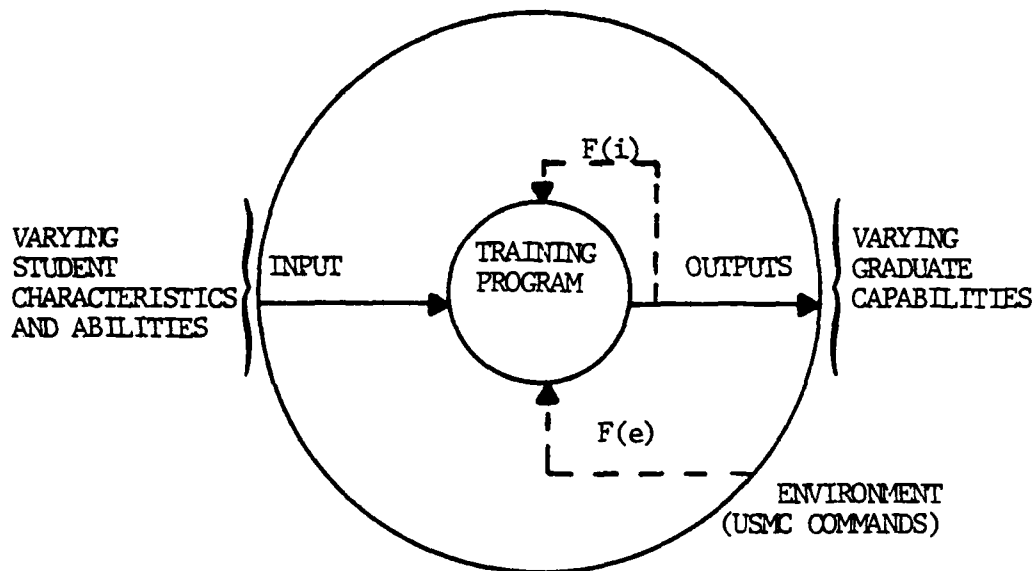 F(i)
VARYING
STUDENT
CHARACTERISTICS
AND ABILITIES
INPUT
TRAINING
PROGRAM
OUTPUTS
VARYING
GRADUATE
CAPABILITIES
F(e)
ENVIRONMENT
(USMC COMMANDS)